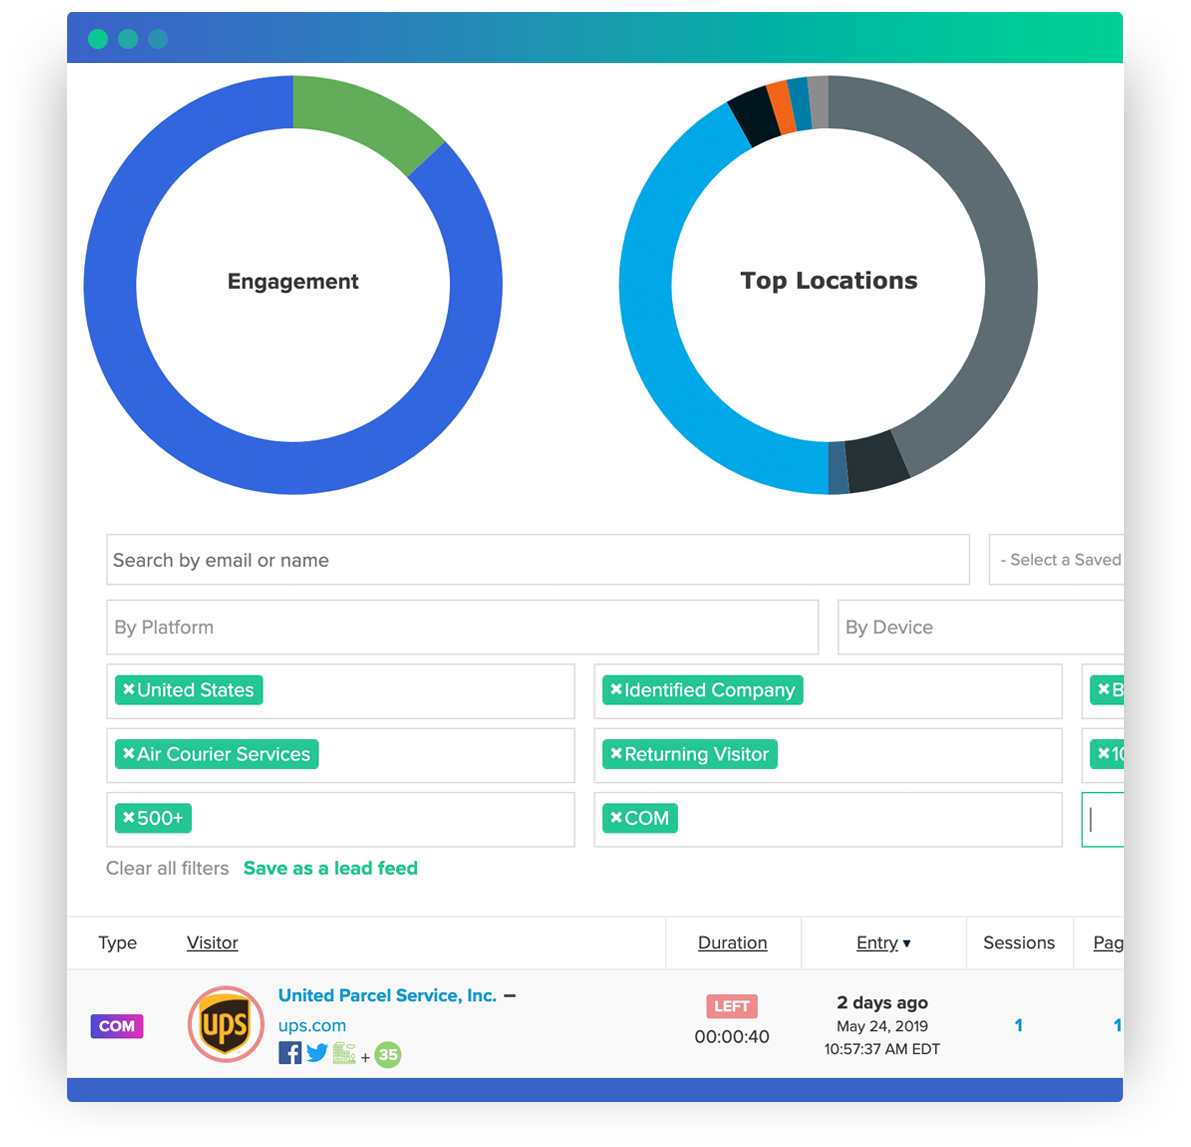 Engagement
Top Locations
Search by email or name
- Select a Saved
By Platform
By Device
×United States
×Identified Company
×B
×Air Courier Services
×Returning Visitor
×10
×500+
×COM
Clear all filters Save as a lead feed
Type Visitor Duration Entry ▾ Sessions Pag
COM
ups
United Parcel Service, Inc. –
ups.com
+ 35
LEFT
00:00:40
2 days ago
May 24, 2019
10:57:37 AM EDT
1
1